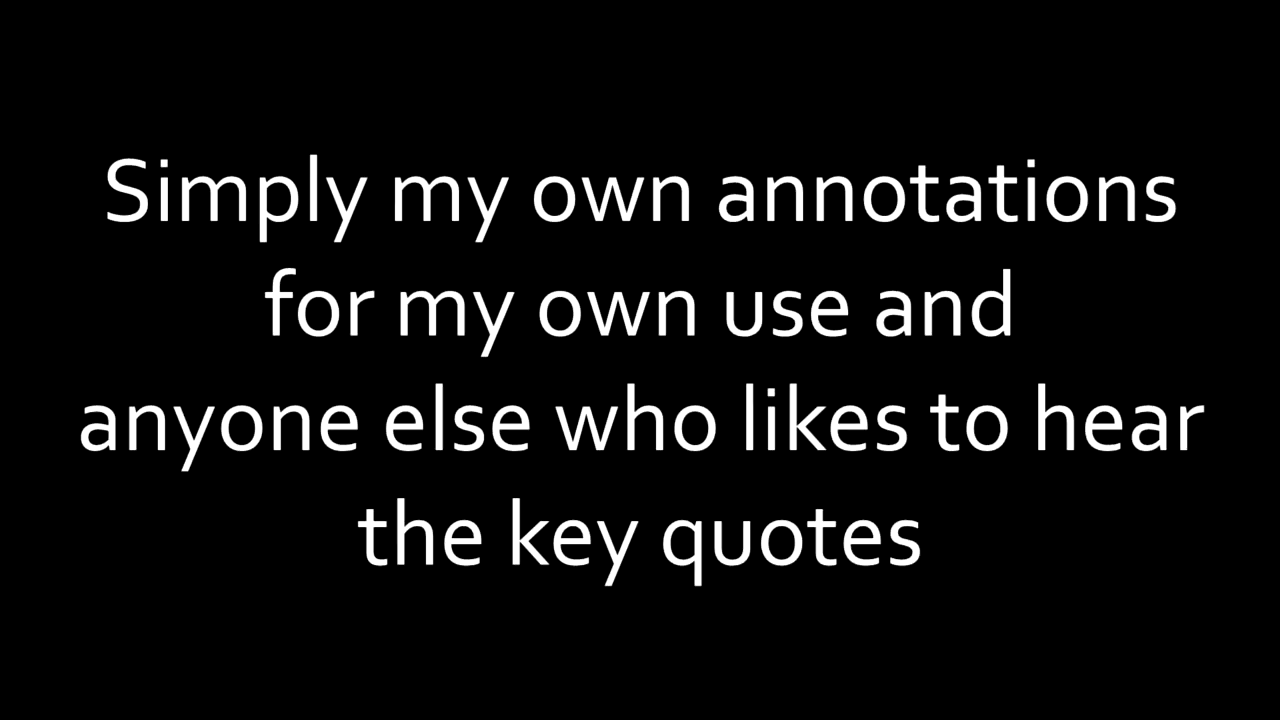 Simply my own annotations
for my own use and
anyone else who likes to hear
the key quotes